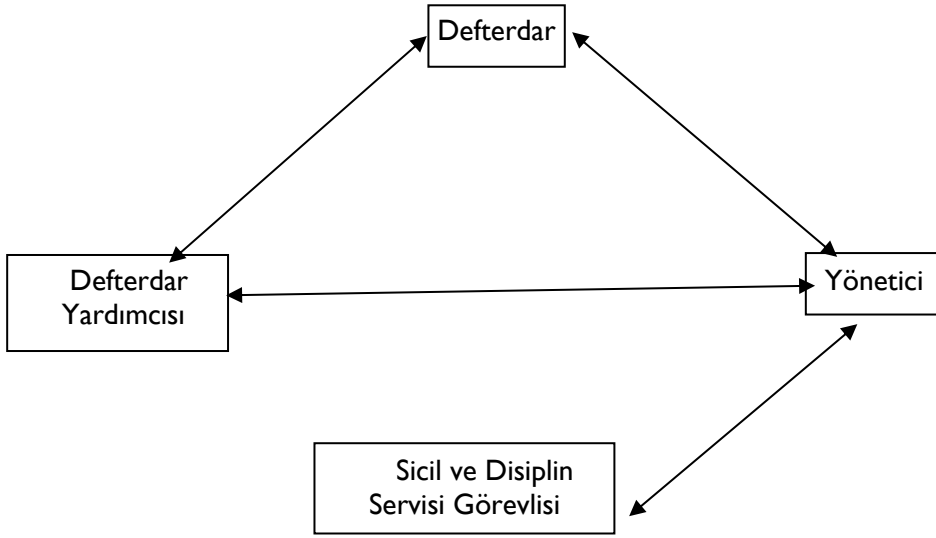 Defterdar
Defterdar
Yardımcısı
Yönetici
Sicil ve Disiplin
Servisi Görevlisi